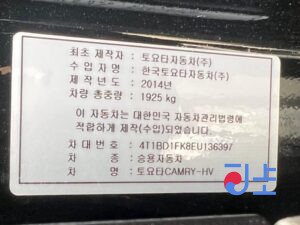 최초 제작자 : 토요타자동차(주)
수 입 자 명 : 한국토요타자동차(주)
제 작 년 도 : 2014년
차량 총중량 : 1925 kg
이 자동차는 대한민국 자동차관리법령에
적합하게 제작(수입)되었습니다.
차 대 번 호 : 4T1BD1FK8EU136397
차 종 : 승용자동차
차 명 : 토요타CAMRY-HV